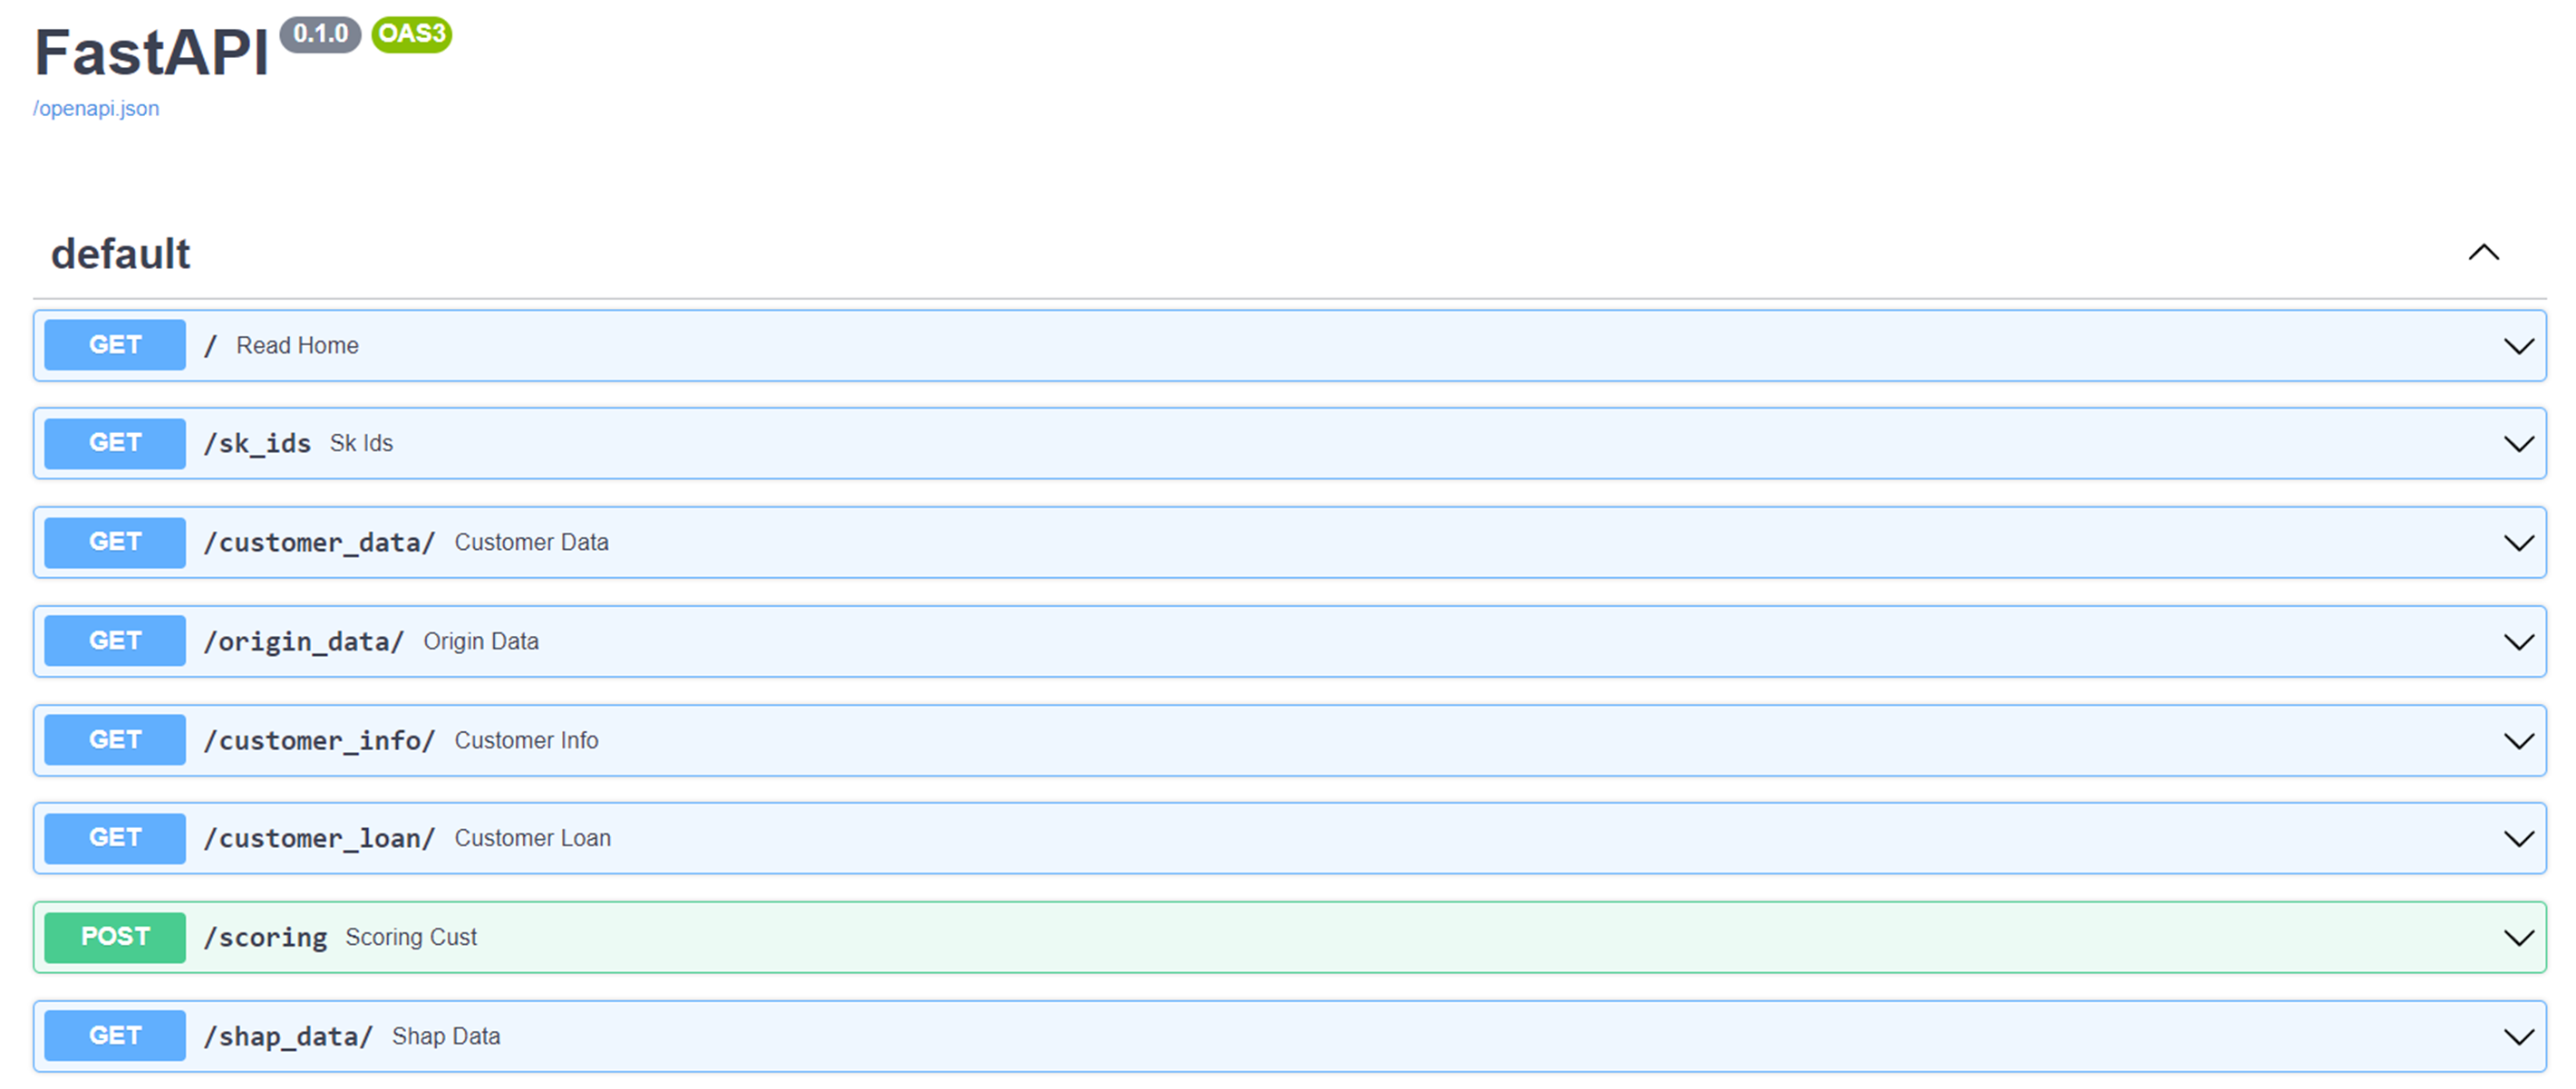 FastAPI 0.1.0 OAS3
/openapi.json
default
GET / Read Home
GET /sk_ids Sk Ids
GET /customer_data/ Customer Data
GET /origin_data/ Origin Data
GET /customer_info/ Customer Info
GET /customer_loan/ Customer Loan
POST /scoring Scoring Cust
GET /shap_data/ Shap Data